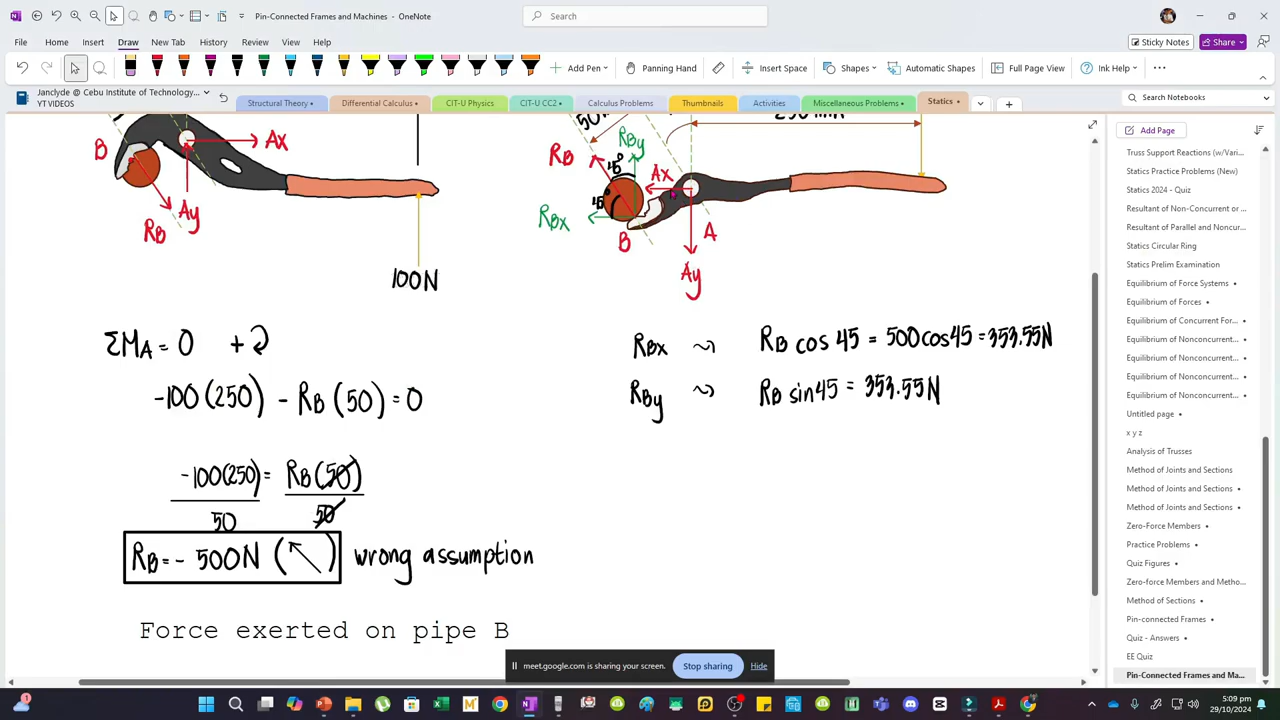 Pin-Connected Frames and Machines - OneNote
Search
File Home Insert Draw New Tab History Review View Help
Sticky Notes Share
Add Pen Panning Hand Insert Space Shapes Automatic Shapes Full Page View Ink Help
Janclyde @ Cebu Institute of Technology...
YT VIDEOS
Structural Theory Differential Calculus CIT-U Physics CIT-U CC2 Calculus Problems Thumbnails Activities Miscellaneous Problems Statics
Search Notebooks
Add Page
Truss Support Reactions (w/Vari...
Statics Practice Problems (New)
Statics 2024 - Quiz
Resultant of Non-Concurrent or ...
Resultant of Parallel and Noncur...
Statics Circular Ring
Statics Prelim Examination
Equilibrium of Force Systems
Equilibrium of Forces
Equilibrium of Concurrent For...
Equilibrium of Nonconcurrent
Equilibrium of Nonconcurrent
Equilibrium of Nonconcurrent
Equilibrium of Nonconcurrent
Untitled page
x y z
Analysis of Trusses
Method of Joints and Sections
Method of Joints and Sections
Method of Joints and Sections
Zero-Force Members
Practice Problems
Quiz Figures
Zero-force Members and Metho...
Method of Sections
Pin-connected Frames
Quiz - Answers
EE Quiz
Pin-Connected Frames and Ma...
B
Ax
Ay
RB
100N
RB
RBy
45°
Ax
45°
RBx
B
A
Ay
ΣMA = 0 +
-100(250) - RB(50) = 0
-100(250) = RB(50)
50 50
RB = - 500N (↖) wrong assumption
Force exerted on pipe B
RBx ~ RB cos 45 = 500cos45 = 353.55N
RBy ~ RB sin45 = 353.55N
meet.google.com is sharing your screen.
Stop sharing
Hide
1
5:09 pm
29/10/2024